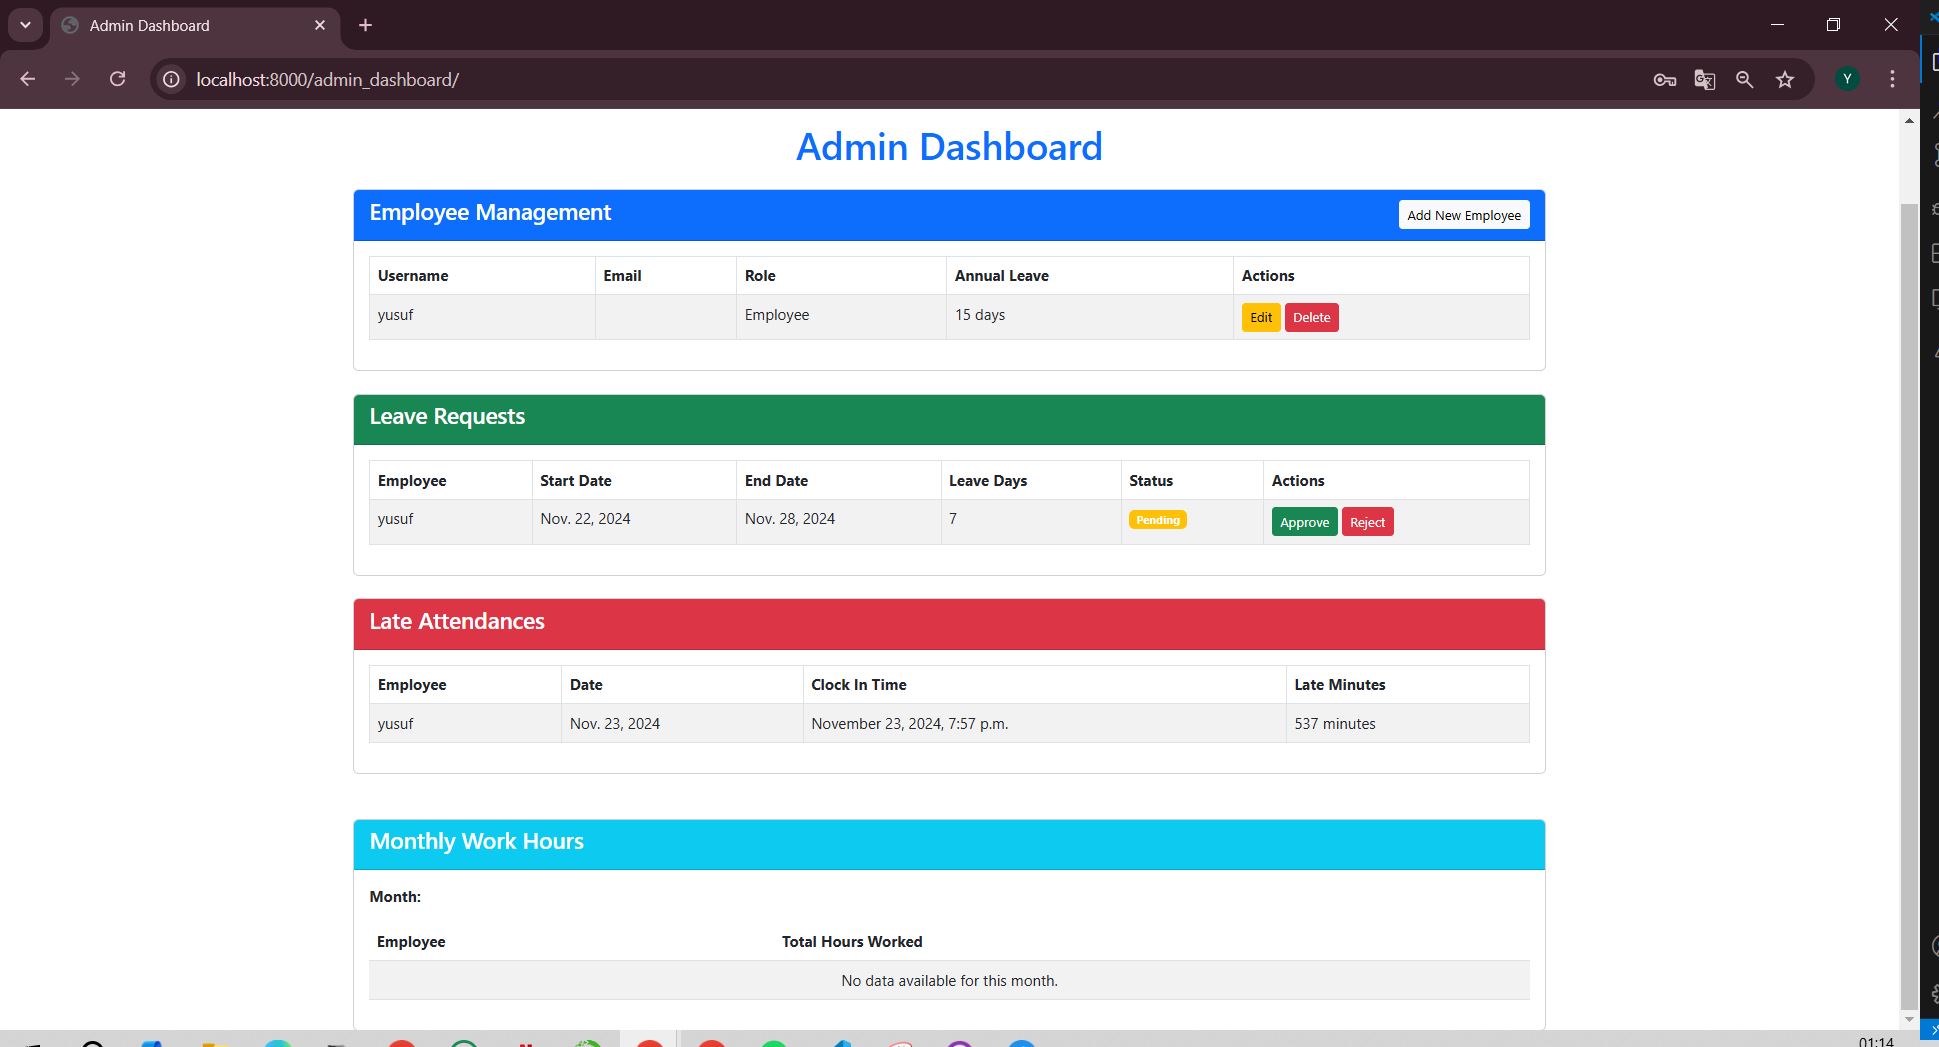 Admin Dashboard
localhost:8000/admin_dashboard/
Y
Admin Dashboard
Employee Management
Add New Employee
Username Email Role Annual Leave Actions
yusuf Employee 15 days Edit Delete
Leave Requests
Employee Start Date End Date Leave Days Status Actions
yusuf Nov. 22, 2024 Nov. 28, 2024 7 Pending Approve Reject
Late Attendances
Employee Date Clock In Time Late Minutes
yusuf Nov. 23, 2024 November 23, 2024, 7:57 p.m. 537 minutes
Monthly Work Hours
Month:
Employee Total Hours Worked
No data available for this month.
01:14